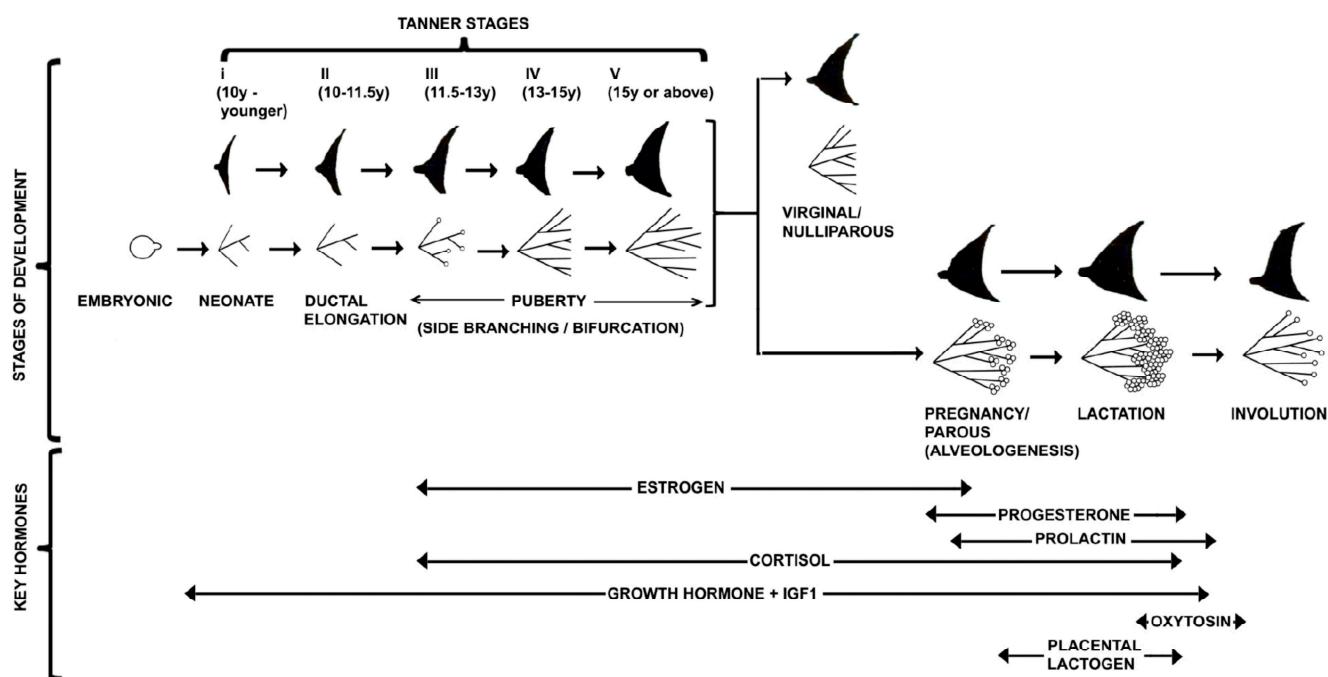 TANNER STAGES
i
(10y -
younger)
II
(10-11.5y)
III
(11.5-13y)
IV
(13-15y)
V
(15y or above)
STAGES OF DEVELOPMENT
EMBRYONIC
NEONATE
DUCTAL
ELONGATION
PUBERTY
(SIDE BRANCHING / BIFURCATION)
VIRGINAL/
NULLIPAROUS
PREGNANCY/
PAROUS
(ALVEOLOGENESIS)
LACTATION
INVOLUTION
KEY HORMONES
ESTROGEN
PROGESTERONE
PROLACTIN
CORTISOL
GROWTH HORMONE + IGF1
OXYTOSIN
PLACENTAL
LACTOGEN